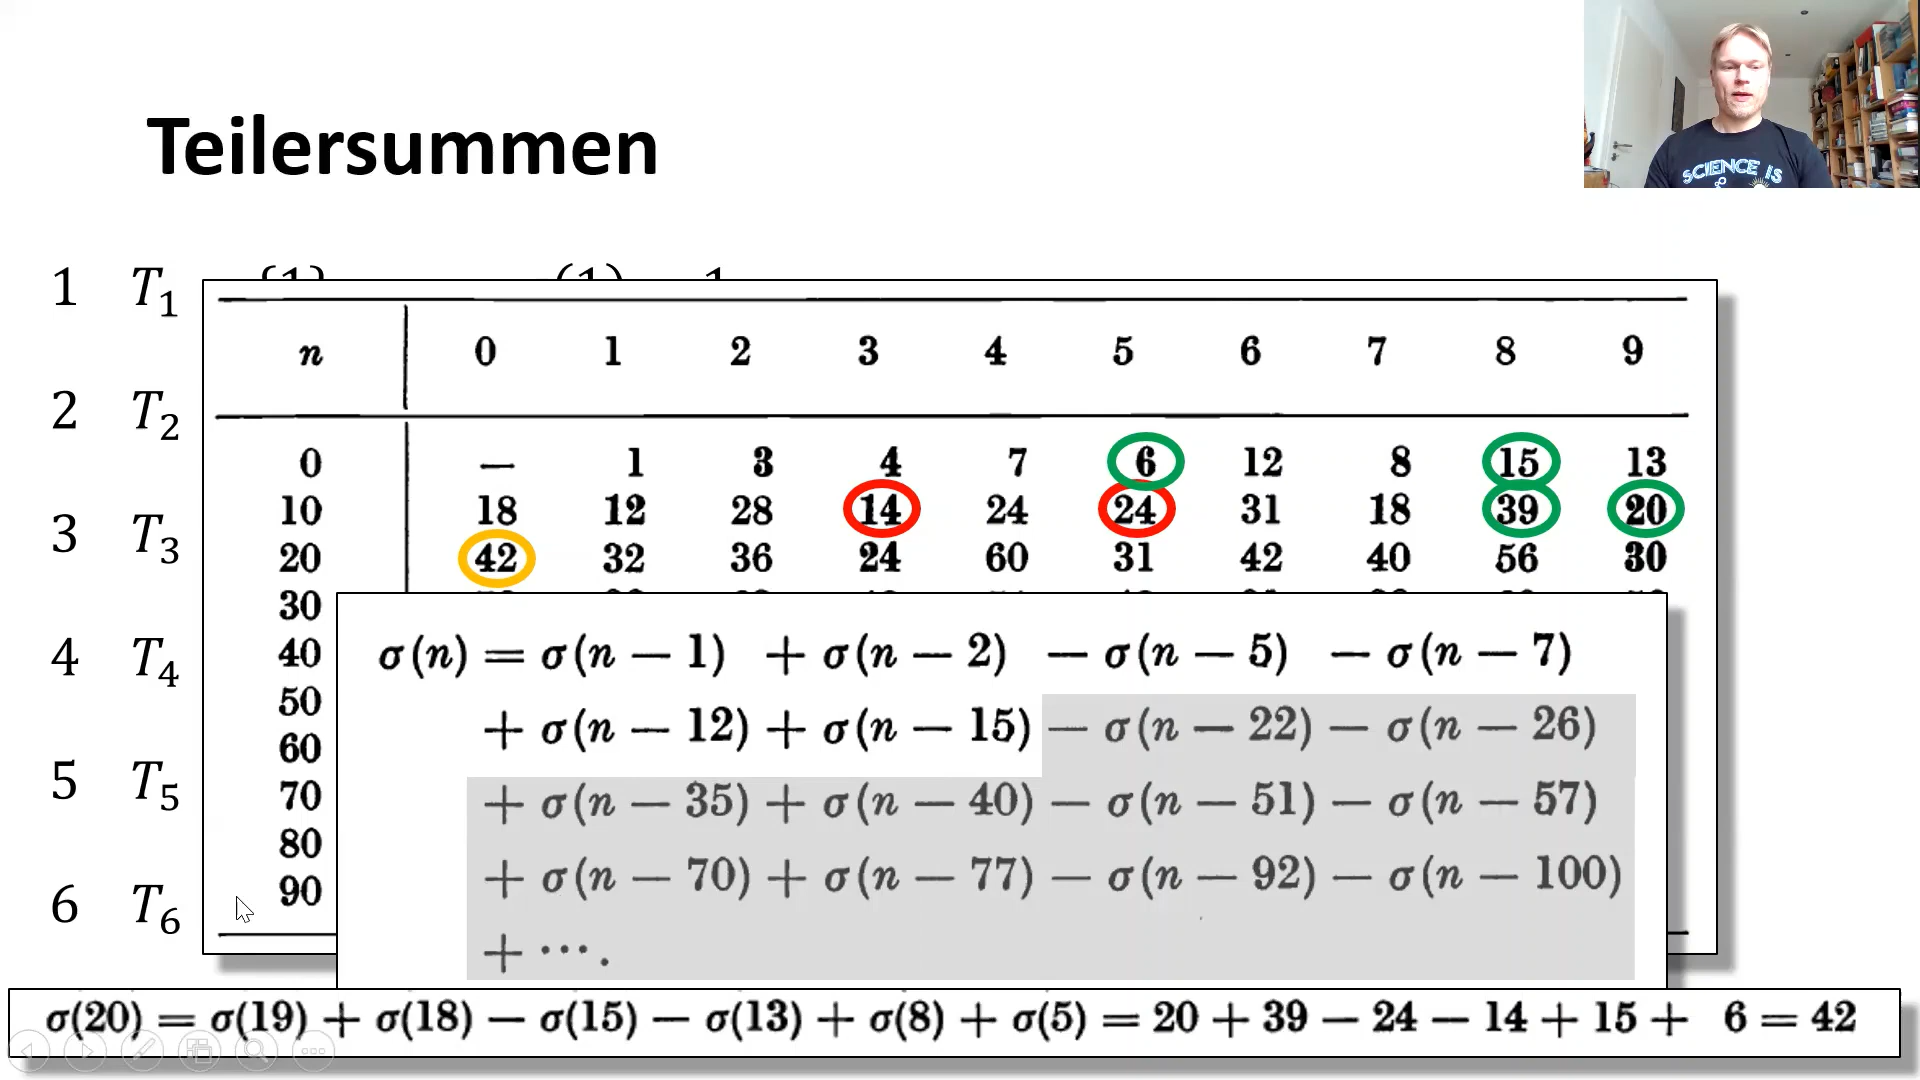 Teilersummen
SCIENCE IS
1 T₁ {1} (1) 1
2 T₂
3 T₃
4 T₄
5 T₅
6 T₆
n 0 1 2 3 4 5 6 7 8 9
0 — 1 3 4 7 6 12 8 15 13
10 18 12 28 14 24 24 31 18 39 20
20 42 32 36 24 60 31 42 40 56 30
30
40
50
60
70
80
90
σ(n) = σ(n − 1) + σ(n − 2) − σ(n − 5) − σ(n − 7)
+ σ(n − 12) + σ(n − 15) − σ(n − 22) − σ(n − 26)
+ σ(n − 35) + σ(n − 40) − σ(n − 51) − σ(n − 57)
+ σ(n − 70) + σ(n − 77) − σ(n − 92) − σ(n − 100)
+ ⋯.
σ(20) = σ(19) + σ(18) − σ(15) − σ(13) + σ(8) + σ(5) = 20 + 39 − 24 − 14 + 15 + 6 = 42